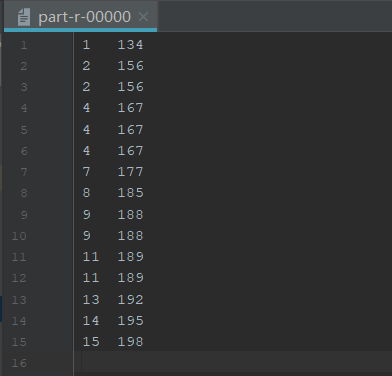 part-r-00000
1 1 134
2 2 156
3 2 156
4 4 167
5 4 167
6 4 167
7 7 177
8 8 185
9 9 188
10 9 188
11 11 189
12 11 189
13 13 192
14 14 195
15 15 198
16